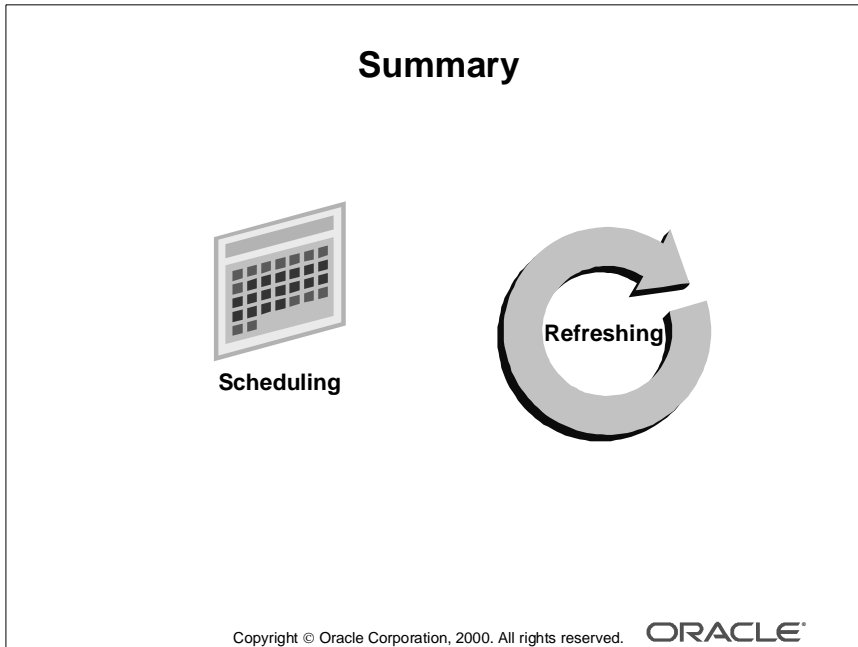 Summary
Scheduling
Refreshing
Copyright © Oracle Corporation, 2000. All rights reserved.
ORACLE®